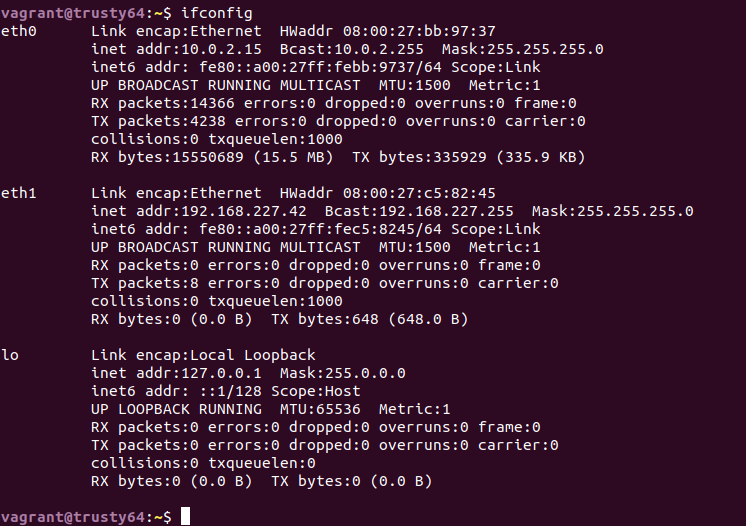 vagrant@trusty64:~$ ifconfig
eth0      Link encap:Ethernet  HWaddr 08:00:27:bb:97:37
          inet addr:10.0.2.15  Bcast:10.0.2.255  Mask:255.255.255.0
          inet6 addr: fe80::a00:27ff:febb:9737/64 Scope:Link
          UP BROADCAST RUNNING MULTICAST  MTU:1500  Metric:1
          RX packets:14366 errors:0 dropped:0 overruns:0 frame:0
          TX packets:4238 errors:0 dropped:0 overruns:0 carrier:0
          collisions:0 txqueuelen:1000
          RX bytes:15550689 (15.5 MB)  TX bytes:335929 (335.9 KB)

eth1      Link encap:Ethernet  HWaddr 08:00:27:c5:82:45
          inet addr:192.168.227.42  Bcast:192.168.227.255  Mask:255.255.255.0
          inet6 addr: fe80::a00:27ff:fec5:8245/64 Scope:Link
          UP BROADCAST RUNNING MULTICAST  MTU:1500  Metric:1
          RX packets:0 errors:0 dropped:0 overruns:0 frame:0
          TX packets:8 errors:0 dropped:0 overruns:0 carrier:0
          collisions:0 txqueuelen:1000
          RX bytes:0 (0.0 B)  TX bytes:648 (648.0 B)

lo        Link encap:Local Loopback
          inet addr:127.0.0.1  Mask:255.0.0.0
          inet6 addr: ::1/128 Scope:Host
          UP LOOPBACK RUNNING  MTU:65536  Metric:1
          RX packets:0 errors:0 dropped:0 overruns:0 frame:0
          TX packets:0 errors:0 dropped:0 overruns:0 carrier:0
          collisions:0 txqueuelen:0
          RX bytes:0 (0.0 B)  TX bytes:0 (0.0 B)

vagrant@trusty64:~$